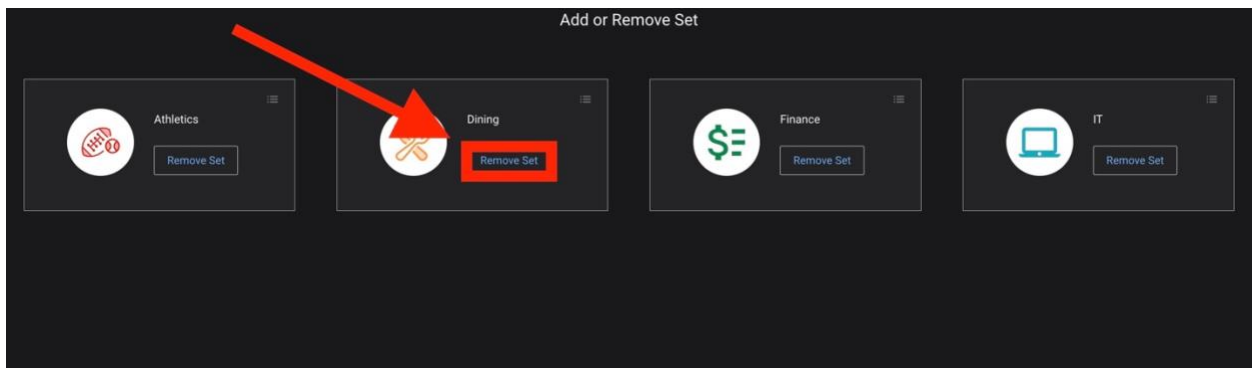 Add or Remove Set
Athletics
Remove Set
Dining
Remove Set
Finance
Remove Set
IT
Remove Set